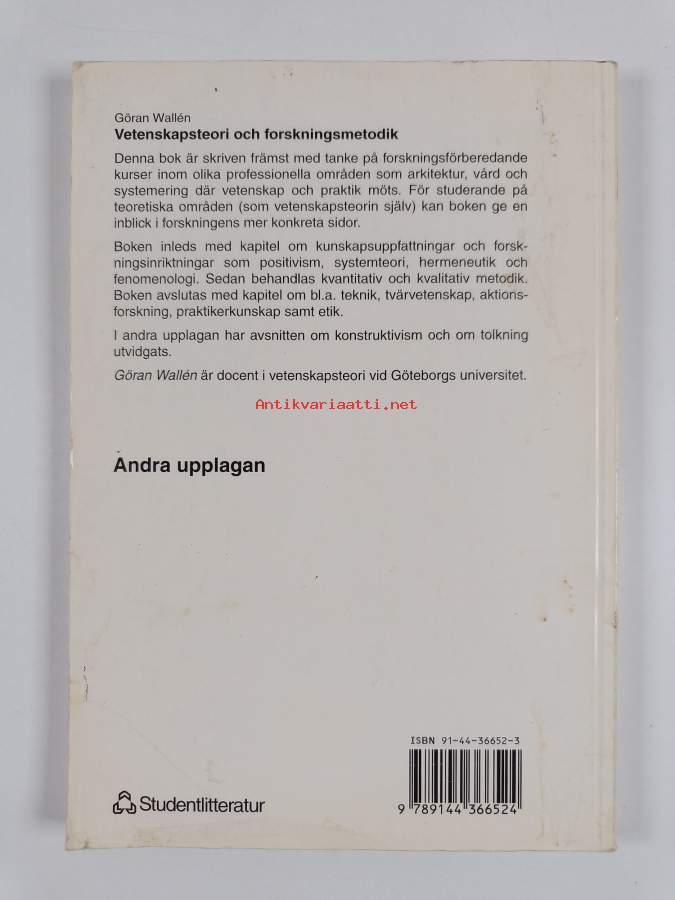 Göran Wallén
Vetenskapsteori och forskningsmetodik
Denna bok är skriven främst med tanke på forskningsförberedande
kurser inom olika professionella områden som arkitektur, vård och
systemering där vetenskap och praktik möts. För studerande på
teoretiska områden (som vetenskapsteorin själv) kan boken ge en
inblick i forskningens mer konkreta sidor.
Boken inleds med kapitel om kunskapsuppfattningar och forsk-
ningsinriktningar som positivism, systemteori, hermeneutik och
fenomenologi. Sedan behandlas kvantitativ och kvalitativ metodik.
Boken avslutas med kapitel om bl.a. teknik, tvärvetenskap, aktions-
forskning, praktikerkunskap samt etik.
I andra upplagan har avsnitten om konstruktivism och om tolkning
utvidgats.
Göran Wallén är docent i vetenskapsteori vid Göteborgs universitet.
Antikvariaatti.net
Andra upplagan
ISBN 91-44-36652-3
9 789144 366524
Studentlitteratur